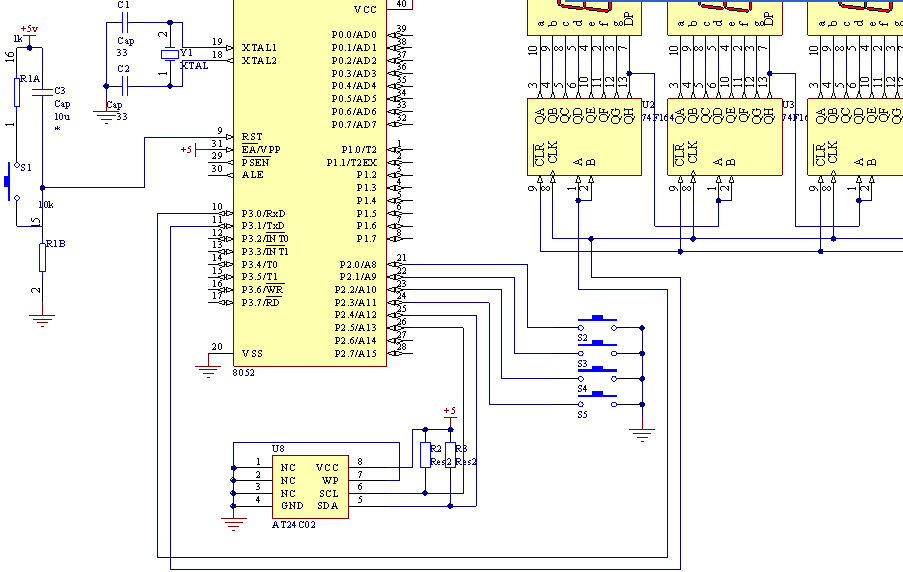 C1
Cap
33
C2
Cap
33
2
Y1
XTAL
1
+5v
1k
16
R1A
1
C3
Cap
10u
*
S1
10k
15
R1B
2
VCC 40
19 XTAL1
18 XTAL2
9 RST
+5 31 EA/VPP
29 PSEN
30 ALE
10 P3.0/RxD
11 P3.1/TxD
12 P3.2/INT0
13 P3.3/INT1
14 P3.4/T0
15 P3.5/T1
16 P3.6/WR
17 P3.7/RD
20 VSS
8052
P0.0/AD0 39
P0.1/AD1 38
P0.2/AD2 37
P0.3/AD3 36
P0.4/AD4 35
P0.5/AD5 34
P0.6/AD6 33
P0.7/AD7 32
P1.0/T2 1
P1.1/T2EX 2
P1.2 3
P1.3 4
P1.4 5
P1.5 6
P1.6 7
P1.7 8
P2.0/A8 21
P2.1/A9 22
P2.2/A10 23
P2.3/A11 24
P2.4/A12 25
P2.5/A13 26
P2.6/A14 27
P2.7/A15 28
a b c d e f g DP
10 9 8 5 4 2 3 7
3 4 5 6 10 11 12 13
QA QB QC QD QE QF QG QH
U2
74F164
CLR CLK A B
9 8 1 2
a b c d e f g DP
10 9 8 5 4 2 3 7
3 4 5 6 10 11 12 13
QA QB QC QD QE QF QG QH
U3
74F16
CLR CLK A B
9 8 1 2
a b c d e f g
10 9 8 5 4 2 3
3 4 5 6 10 11 12
QA QB QC QD QE QF QG
CLR CLK A B
9 8 1 2
S2
S3
S4
S5
+5
R2
Res2
R3
Res2
U8
1 NC VCC 8
2 NC WP 7
3 NC SCL 6
4 GND SDA 5
AT24C02